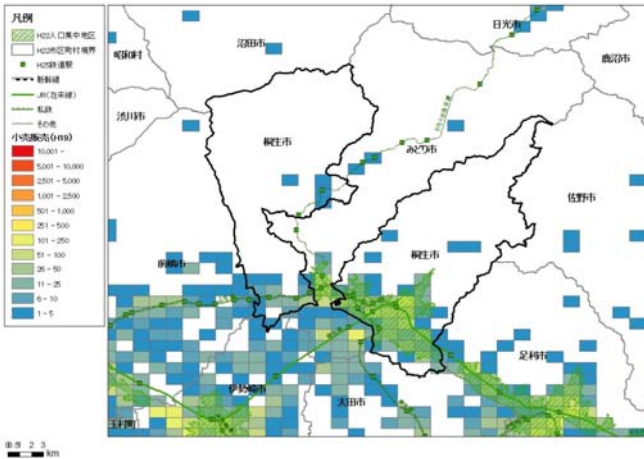 凡例
H22人口集中地区
H22市区町村境界
H25鉄道駅
新幹線
JR(在来線)
私鉄
その他
小売販売(H19)
10,001 -
5,001 - 10,000
2,501 - 5,000
1,001 - 2,500
501 - 1,000
251 - 500
101 - 250
51 - 100
26 - 50
11 - 25
6 - 10
1 - 5
日光市
沼田市
昭和村
鹿沼市
渋川市
桐生市
みどり市
佐野市
前橋市
桐生市
足利市
伊勢崎市
太田市
玉村町
2 3
km